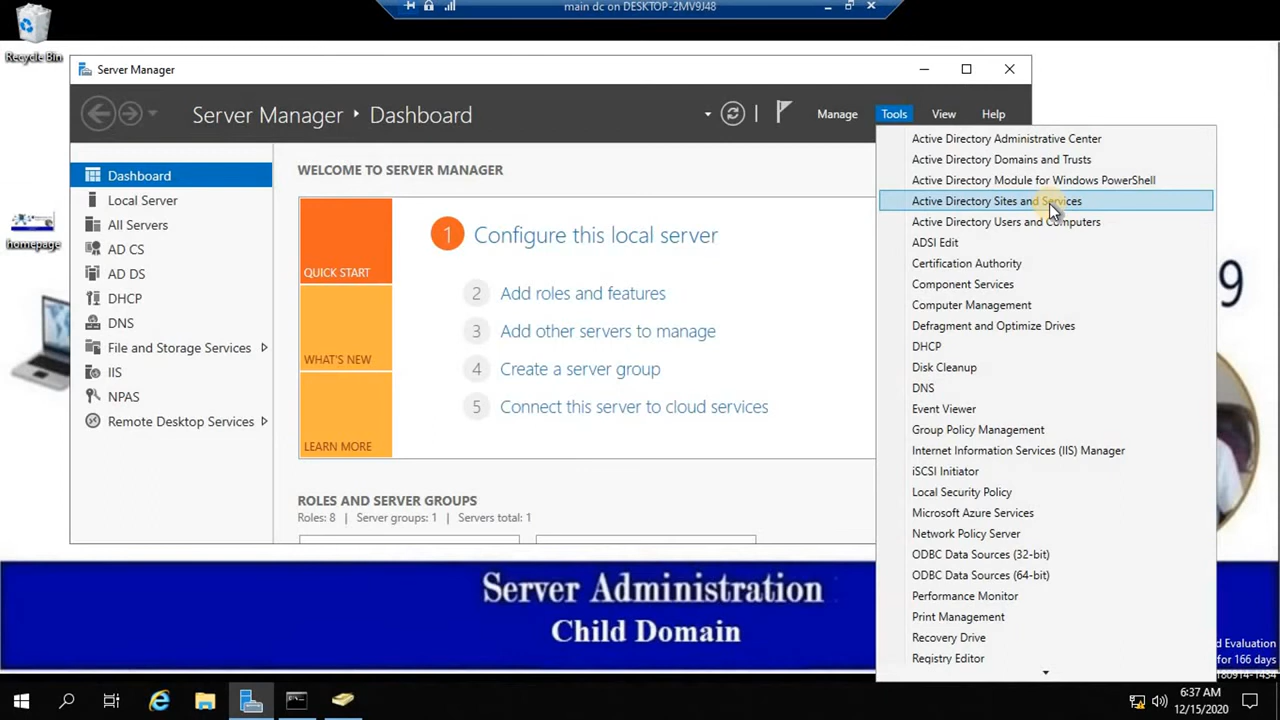 main dc on DESKTOP-2MV9J48
Recycle Bin
homepage
Server Manager
Server Manager ‣ Dashboard
Manage
Tools
View
Help
Dashboard
Local Server
All Servers
AD CS
AD DS
DHCP
DNS
File and Storage Services
IIS
NPAS
Remote Desktop Services
WELCOME TO SERVER MANAGER
QUICK START
WHAT'S NEW
LEARN MORE
1 Configure this local server
2 Add roles and features
3 Add other servers to manage
4 Create a server group
5 Connect this server to cloud services
ROLES AND SERVER GROUPS
Roles: 8 | Server groups: 1 | Servers total: 1
Active Directory Administrative Center
Active Directory Domains and Trusts
Active Directory Module for Windows PowerShell
Active Directory Sites and Services
Active Directory Users and Computers
ADSI Edit
Certification Authority
Component Services
Computer Management
Defragment and Optimize Drives
DHCP
Disk Cleanup
DNS
Event Viewer
Group Policy Management
Internet Information Services (IIS) Manager
iSCSI Initiator
Local Security Policy
Microsoft Azure Services
Network Policy Server
ODBC Data Sources (32-bit)
ODBC Data Sources (64-bit)
Performance Monitor
Print Management
Recovery Drive
Registry Editor
9
Server Administration
Child Domain
d Evaluation
for 166 days
180914-1434
6:37 AM
12/15/2020